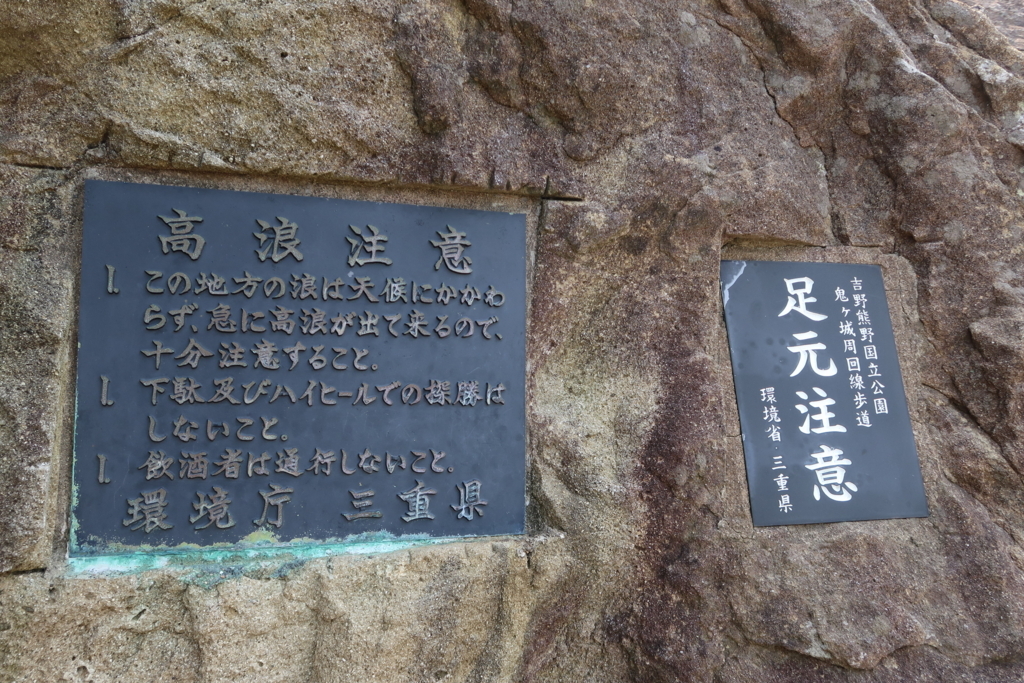 高浪注意
1. この地方の浪は天候にかかわ
らず、急に高浪が出て来るので、
十分注意すること。
1. 下駄及びハイヒールでの探勝は
しないこと。
1. 飲酒者は通行しないこと。
環境庁 三重県
吉野熊野国立公園
鬼ヶ城周回線歩道
足元注意
環境省・三重県